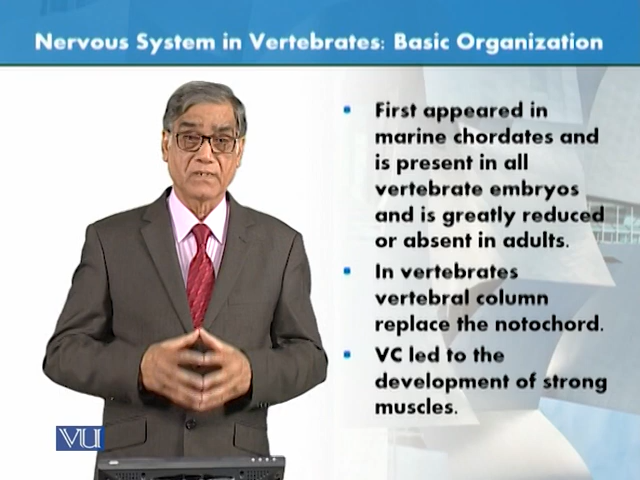 Nervous System in Vertebrates: Basic Organization
First appeared in
marine chordates and
is present in all
vertebrate embryos
and is greatly reduced
or absent in adults.
In vertebrates
vertebral column
replace the notochord.
VC led to the
development of strong
muscles.
VU